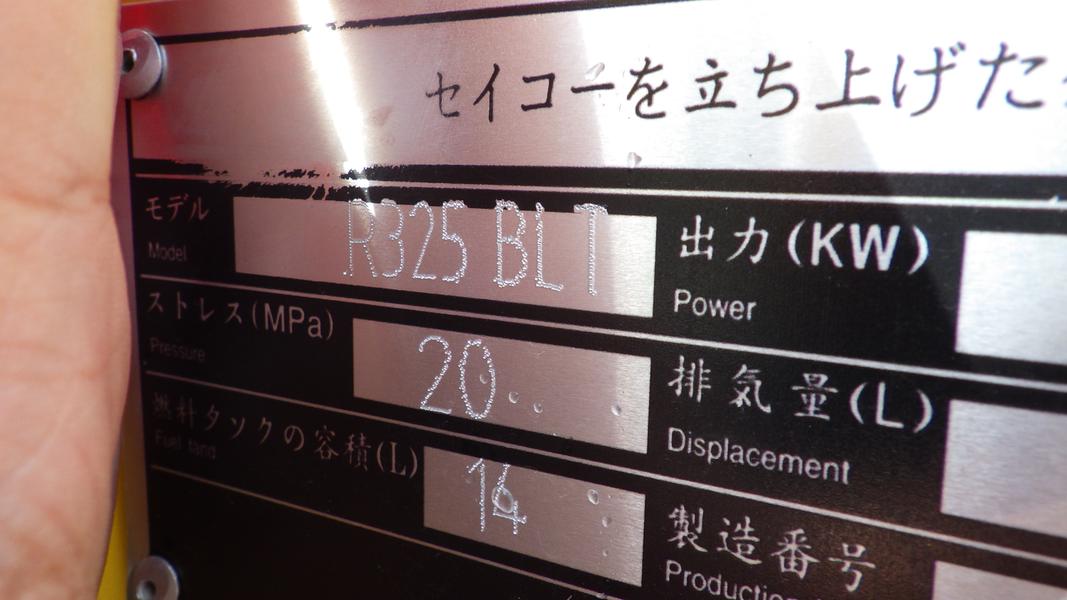 セイコーを立ち上げた
モデル
Model
R325 BLT
ストレス(MPa)
Pressure
20
燃料タンクの容積(L)
Fuel tand
14
出力(KW)
Power
排気量(L)
Displacement
製造番号
Production